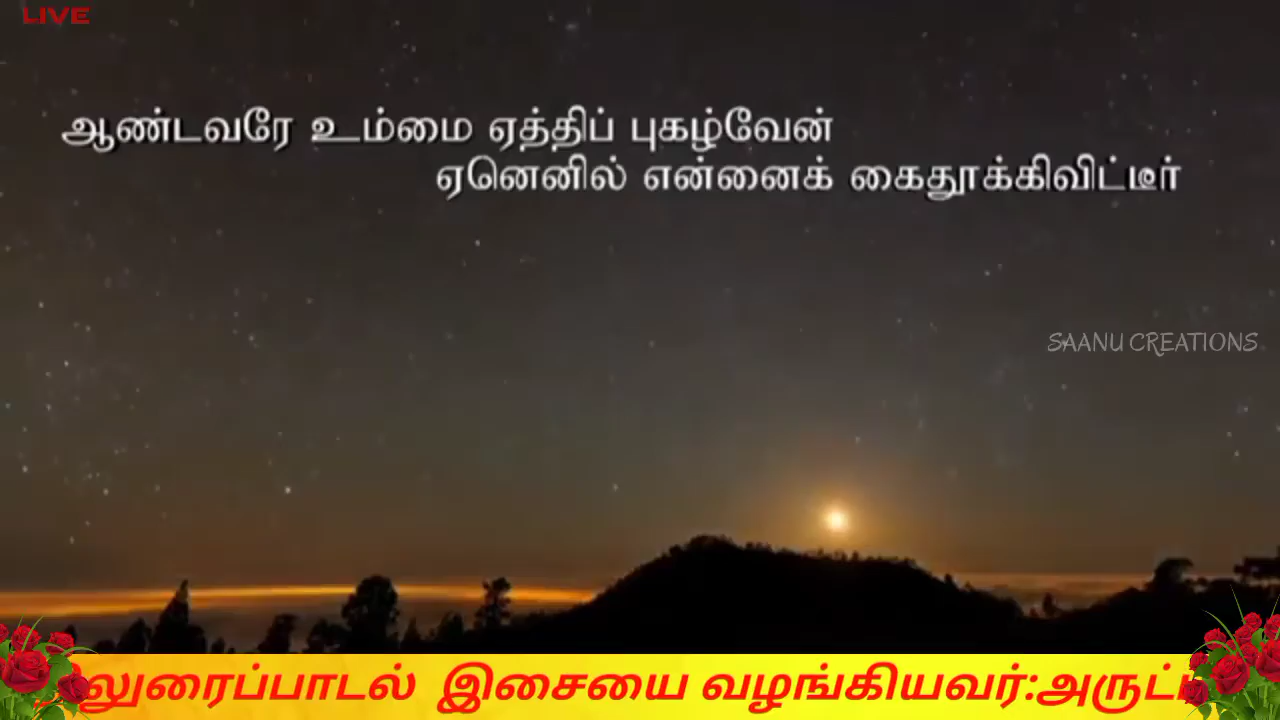 LIVE
ஆண்டவரே உம்மை ஏத்திப் புகழ்வேன்
ஏனெனில் என்னைக் கைதூக்கிவிட்டீர்
SAANU CREATIONS
இசையை வழங்கியவர்: